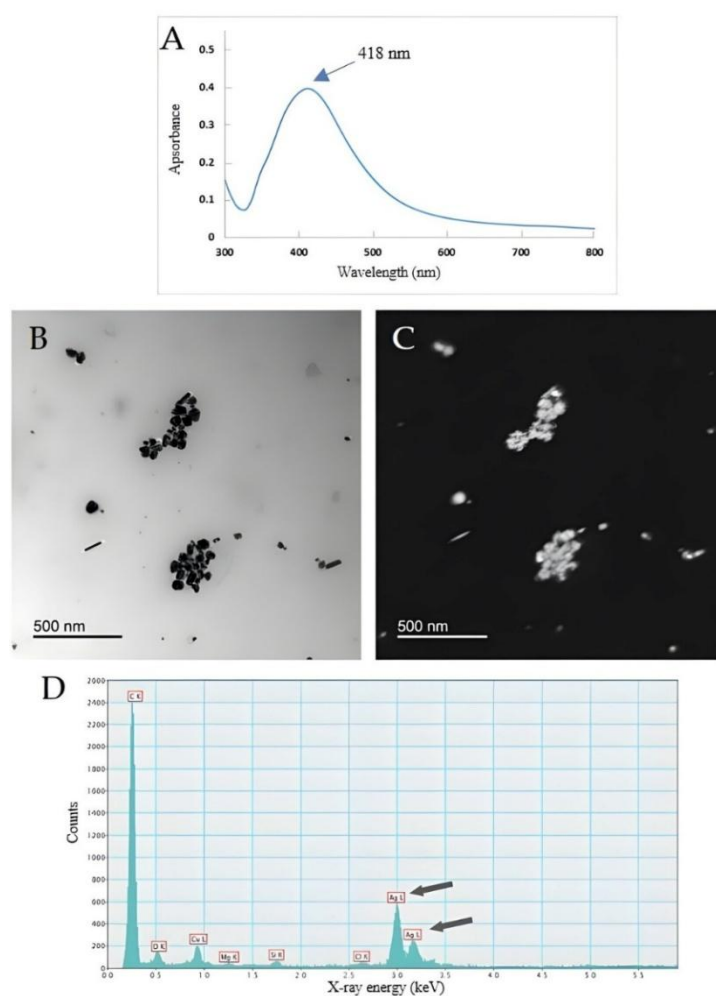 A
418 nm
0.5
0.4
0.3
0.2
0.1
0
300 400 500 600 700 800
Apsorbance
Wavelength (nm)
B
500 nm
C
500 nm
D
2600
2400
2200
2000
1800
1600
1400
1200
1000
800
600
400
200
0
C K
O K
Cu L
Mg K
Si K
Cl K
Ag L
Ag L
0.0 0.5 1.0 1.5 2.0 2.5 3.0 3.5 4.0 4.5 5.0 5.5
Counts
X-ray energy (keV)